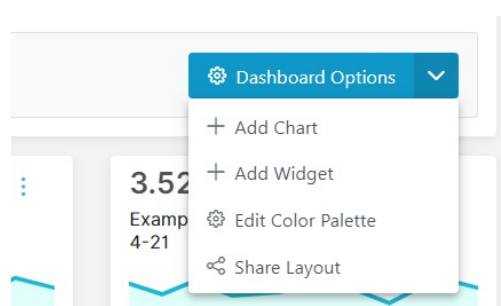 Dashboard Options
+ Add Chart
+ Add Widget
Edit Color Palette
Share Layout
3.52
Examp
4-21